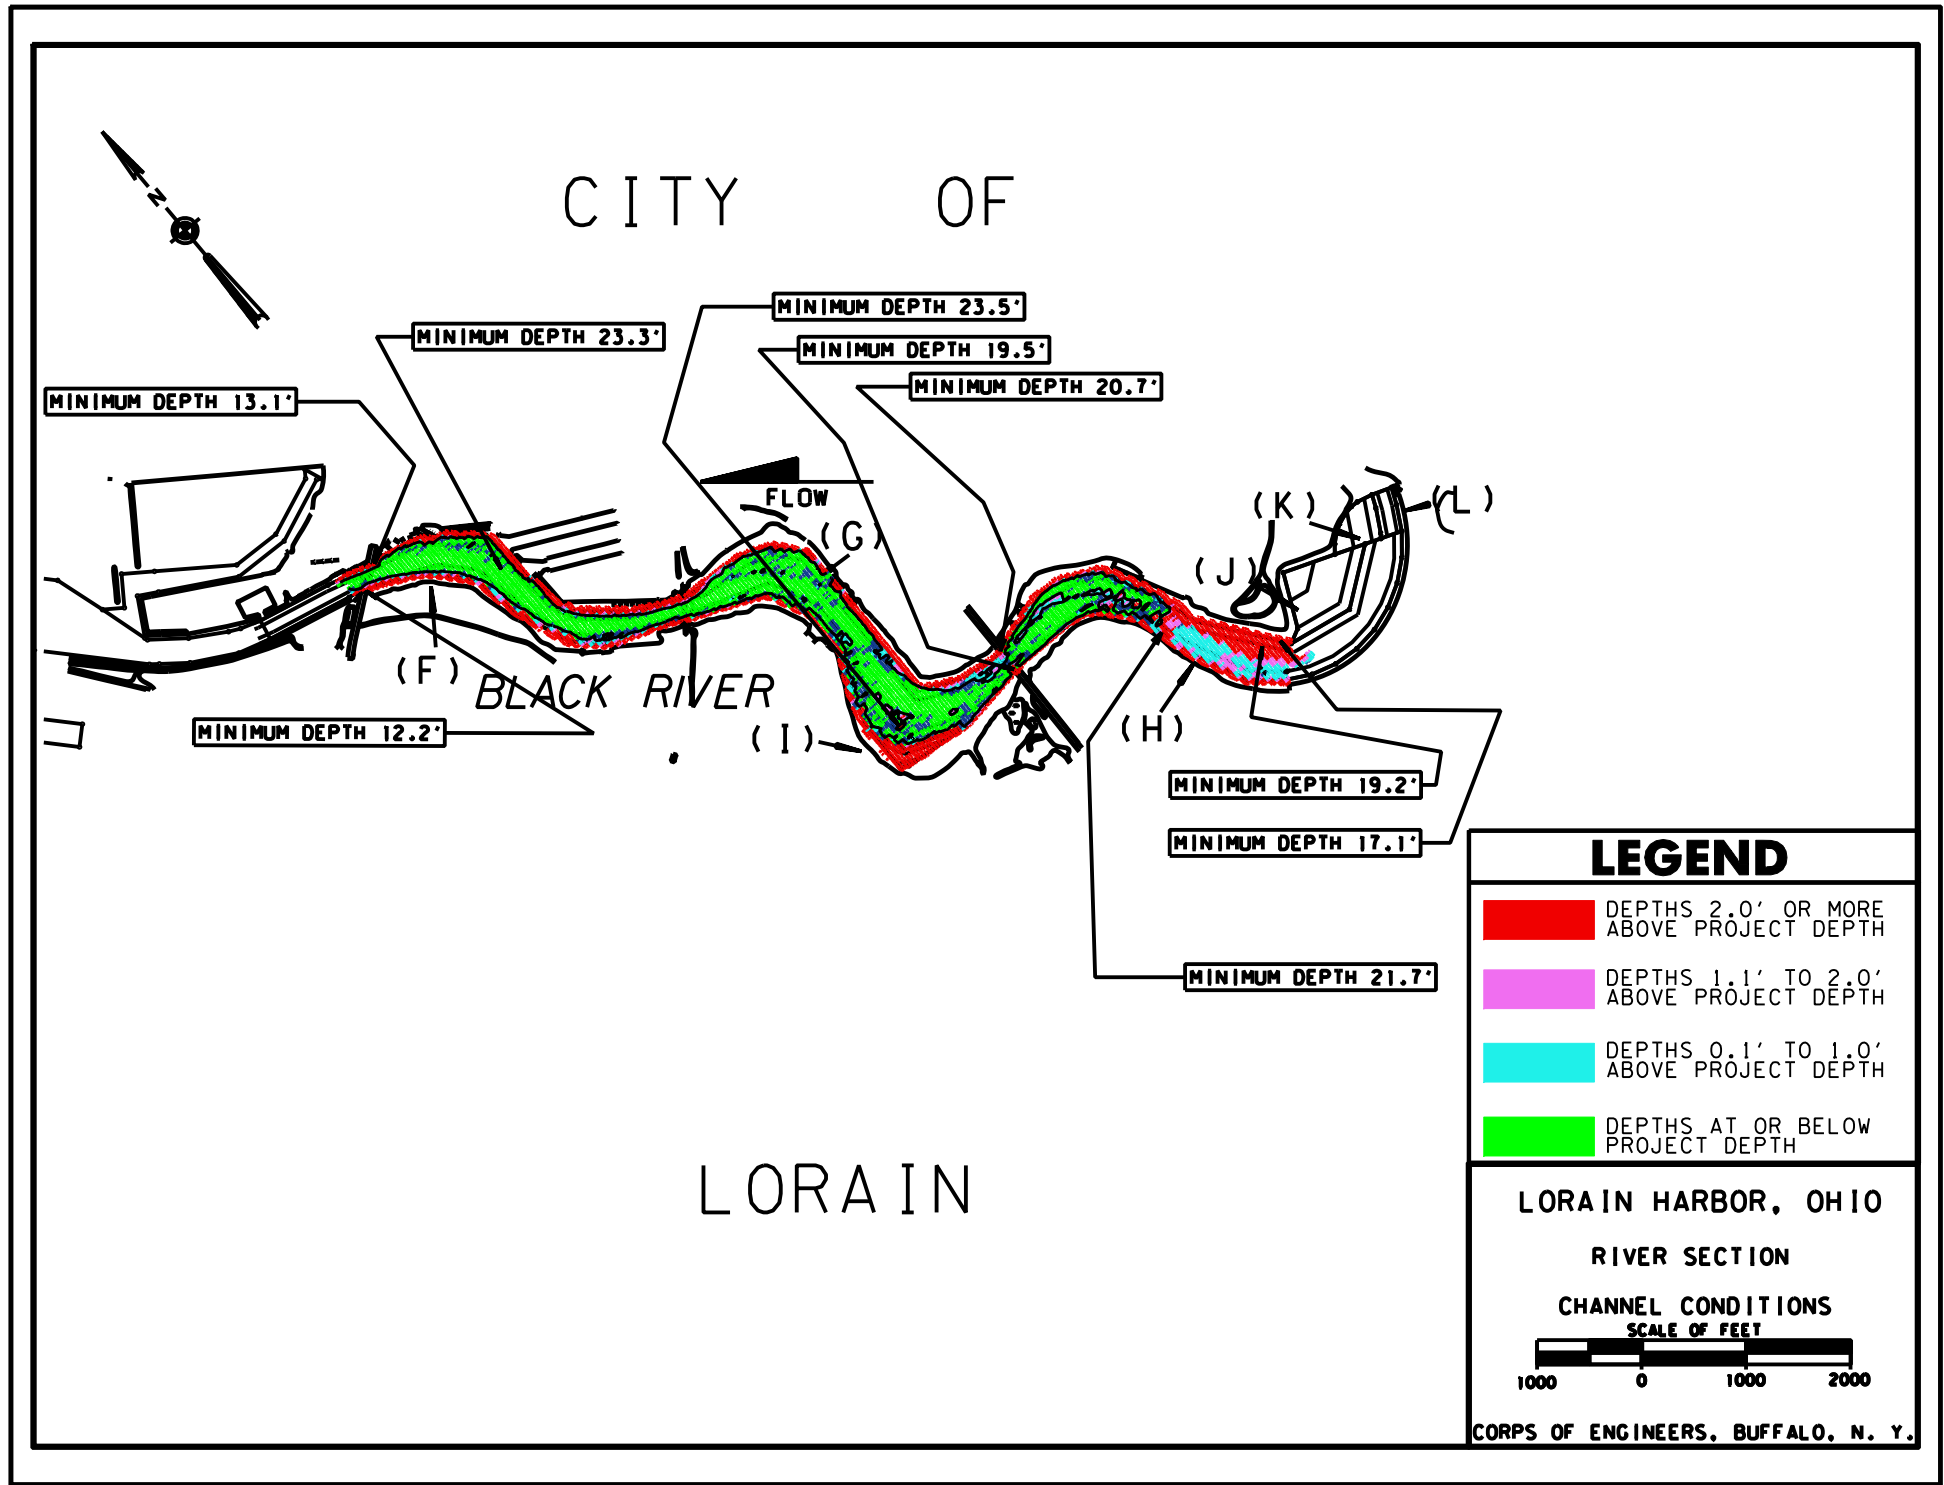 CITY OF
N
MINIMUM DEPTH 23.5'
MINIMUM DEPTH 23.3'
MINIMUM DEPTH 19.5'
MINIMUM DEPTH 20.7'
MINIMUM DEPTH 13.1'
FLOW
(G)
(K)
(L)
(J)
(F)
BLACK RIVER
(I)
(H)
MINIMUM DEPTH 12.2'
MINIMUM DEPTH 19.2'
MINIMUM DEPTH 17.1'
MINIMUM DEPTH 21.7'
LORAIN
LEGEND
DEPTHS 2.0' OR MORE
ABOVE PROJECT DEPTH
DEPTHS 1.1' TO 2.0'
ABOVE PROJECT DEPTH
DEPTHS 0.1' TO 1.0'
ABOVE PROJECT DEPTH
DEPTHS AT OR BELOW
PROJECT DEPTH
LORAIN HARBOR, OHIO
RIVER SECTION
CHANNEL CONDITIONS
SCALE OF FEET
1000 0 1000 2000
CORPS OF ENGINEERS, BUFFALO, N. Y.